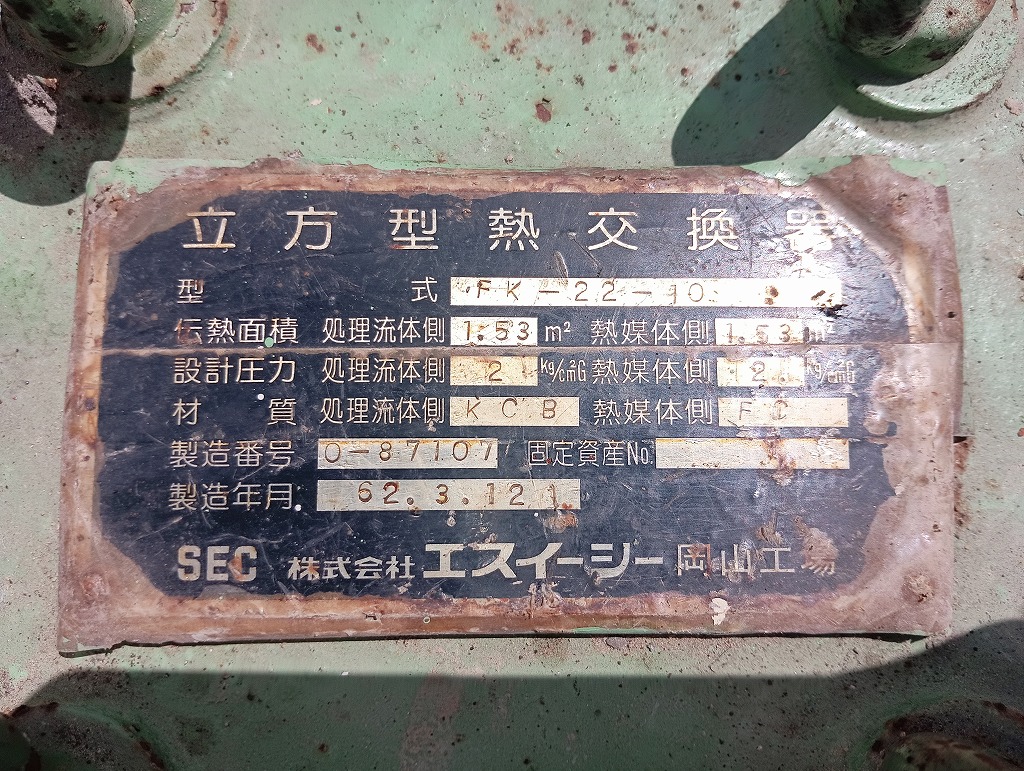 立方型熱交換器
型式 FK-22-10
伝熱面積 処理流体側 1.53 m² 熱媒体側 1.53 m²
設計圧力 処理流体側 2 kg/c㎡G 熱媒体側 2 kg/c㎡G
材質 処理流体側 KCB 熱媒体側 FC
製造番号 0-87107 固定資産No.
製造年月 62.3.12
SEC 株式会社エスイーシー岡山工場